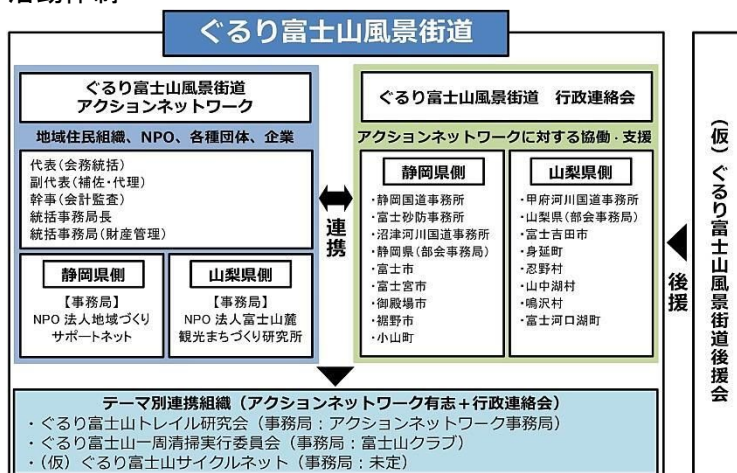 ぐるり富士山風景街道
ぐるり富士山風景街道
アクションネットワーク
地域住民組織、NPO、各種団体、企業
代表(会務統括)
副代表(補佐・代理)
幹事(会計監査)
統括事務局長
統括事務局(財産管理)
静岡県側
【事務局】
NPO 法人地域づくり
サポートネット
山梨県側
【事務局】
NPO 法人富士山麓
観光まちづくり研究所
連携
ぐるり富士山風景街道 行政連絡会
アクションネットワークに対する協働・支援
静岡県側
・静岡国道事務所
・富士砂防事務所
・沼津河川国道事務所
・静岡県(部会事務局)
・富士市
・富士宮市
・御殿場市
・裾野市
・小山町
山梨県側
・甲府河川国道事務所
・山梨県(部会事務局)
・富士吉田市
・身延町
・忍野村
・山中湖村
・鳴沢村
・富士河口湖町
後援
(仮)ぐるり富士山風景街道後援会
テーマ別連携組織(アクションネットワーク有志+行政連絡会)
・ぐるり富士山トレイル研究会(事務局:アクションネットワーク事務局)
・ぐるり富士山一周清掃実行委員会(事務局:富士山クラブ)
・(仮)ぐるり富士山サイクルネット(事務局:未定)